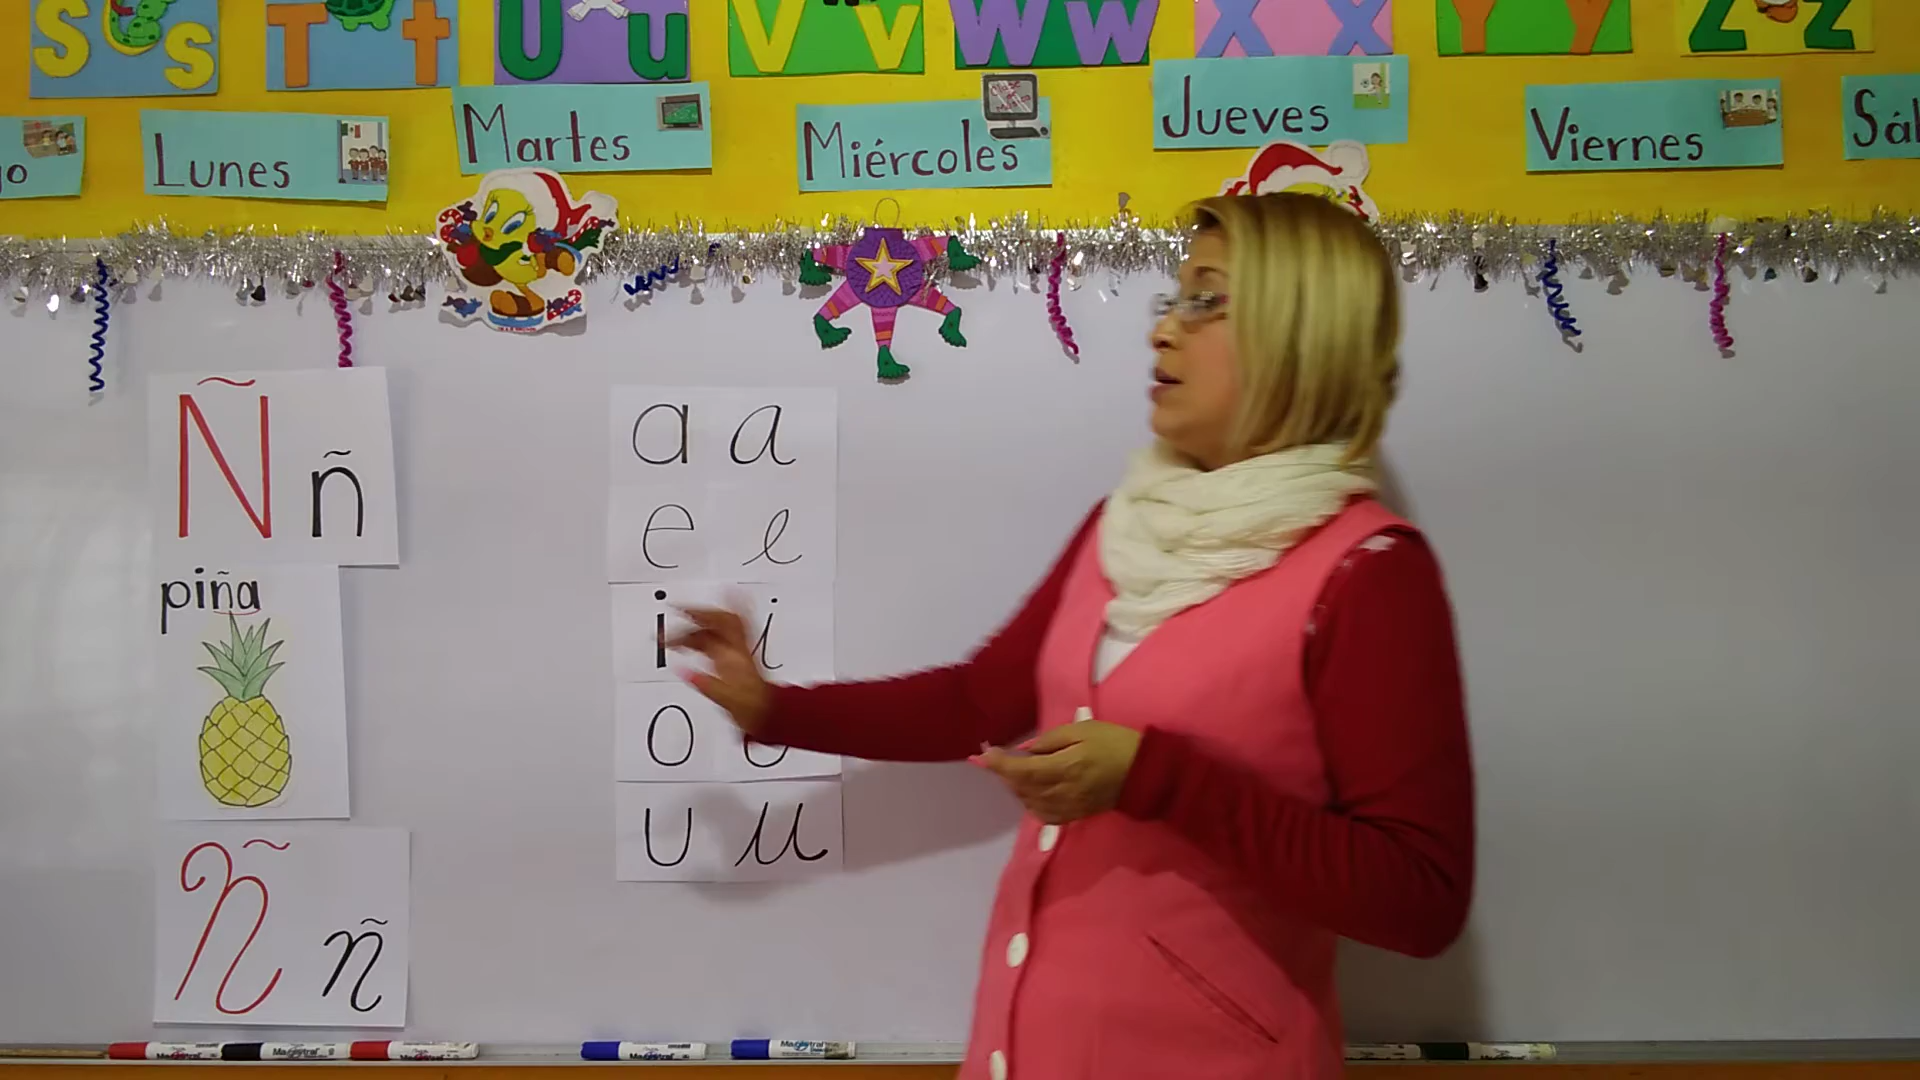 S s T t U u V v W w X x Y y Z z
Lunes Martes Miércoles Jueves Viernes
Ñ ñ
piña
Ñ ñ
a a
e e
i i
o o
u u